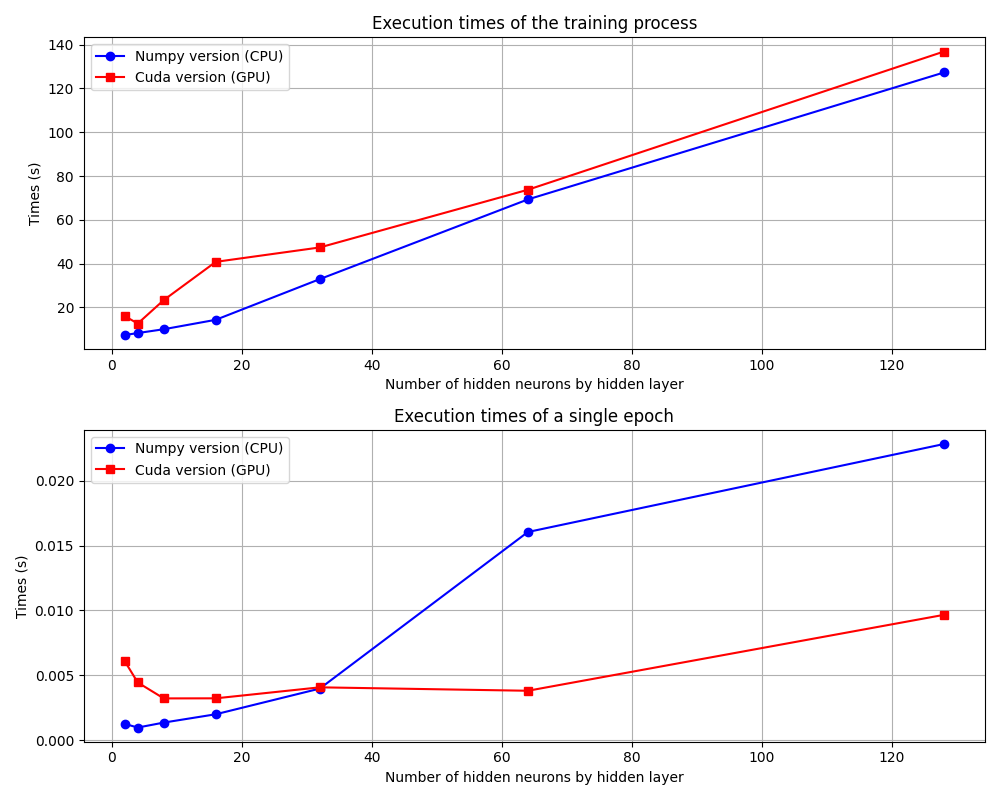 Execution times of the training process
Numpy version (CPU)
Cuda version (GPU)
Times (s)
140
120
100
80
60
40
20
0 20 40 60 80 100 120
Number of hidden neurons by hidden layer
Execution times of a single epoch
Numpy version (CPU)
Cuda version (GPU)
Times (s)
0.020
0.015
0.010
0.005
0.000
0 20 40 60 80 100 120
Number of hidden neurons by hidden layer